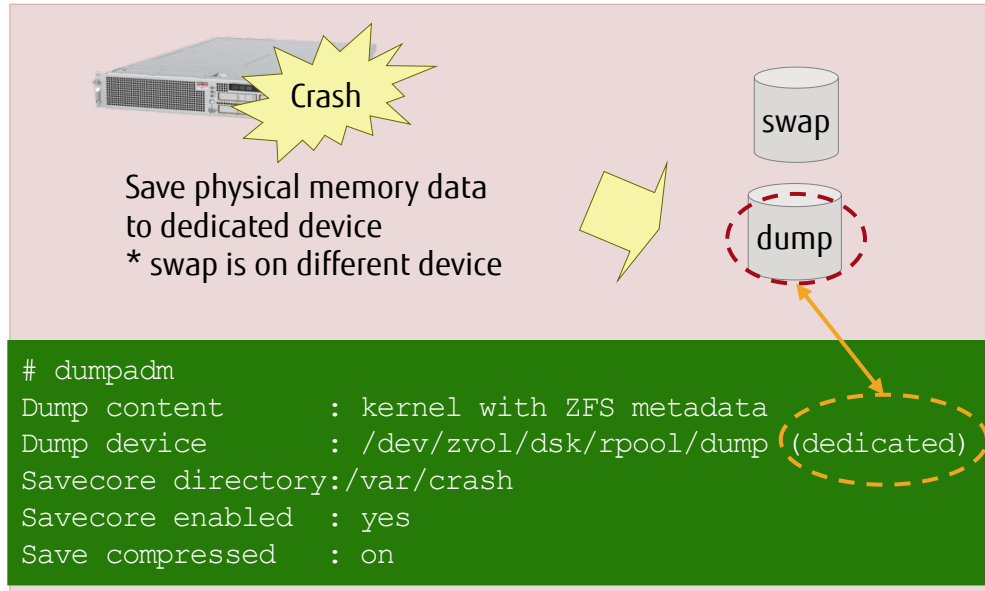 Crash
swap
Save physical memory data
to dedicated device
* swap is on different device
dump
# dumpadm
Dump content      : kernel with ZFS metadata
Dump device       : /dev/zvol/dsk/rpool/dump (dedicated)
Savecore directory:/var/crash
Savecore enabled  : yes
Save compressed   : on